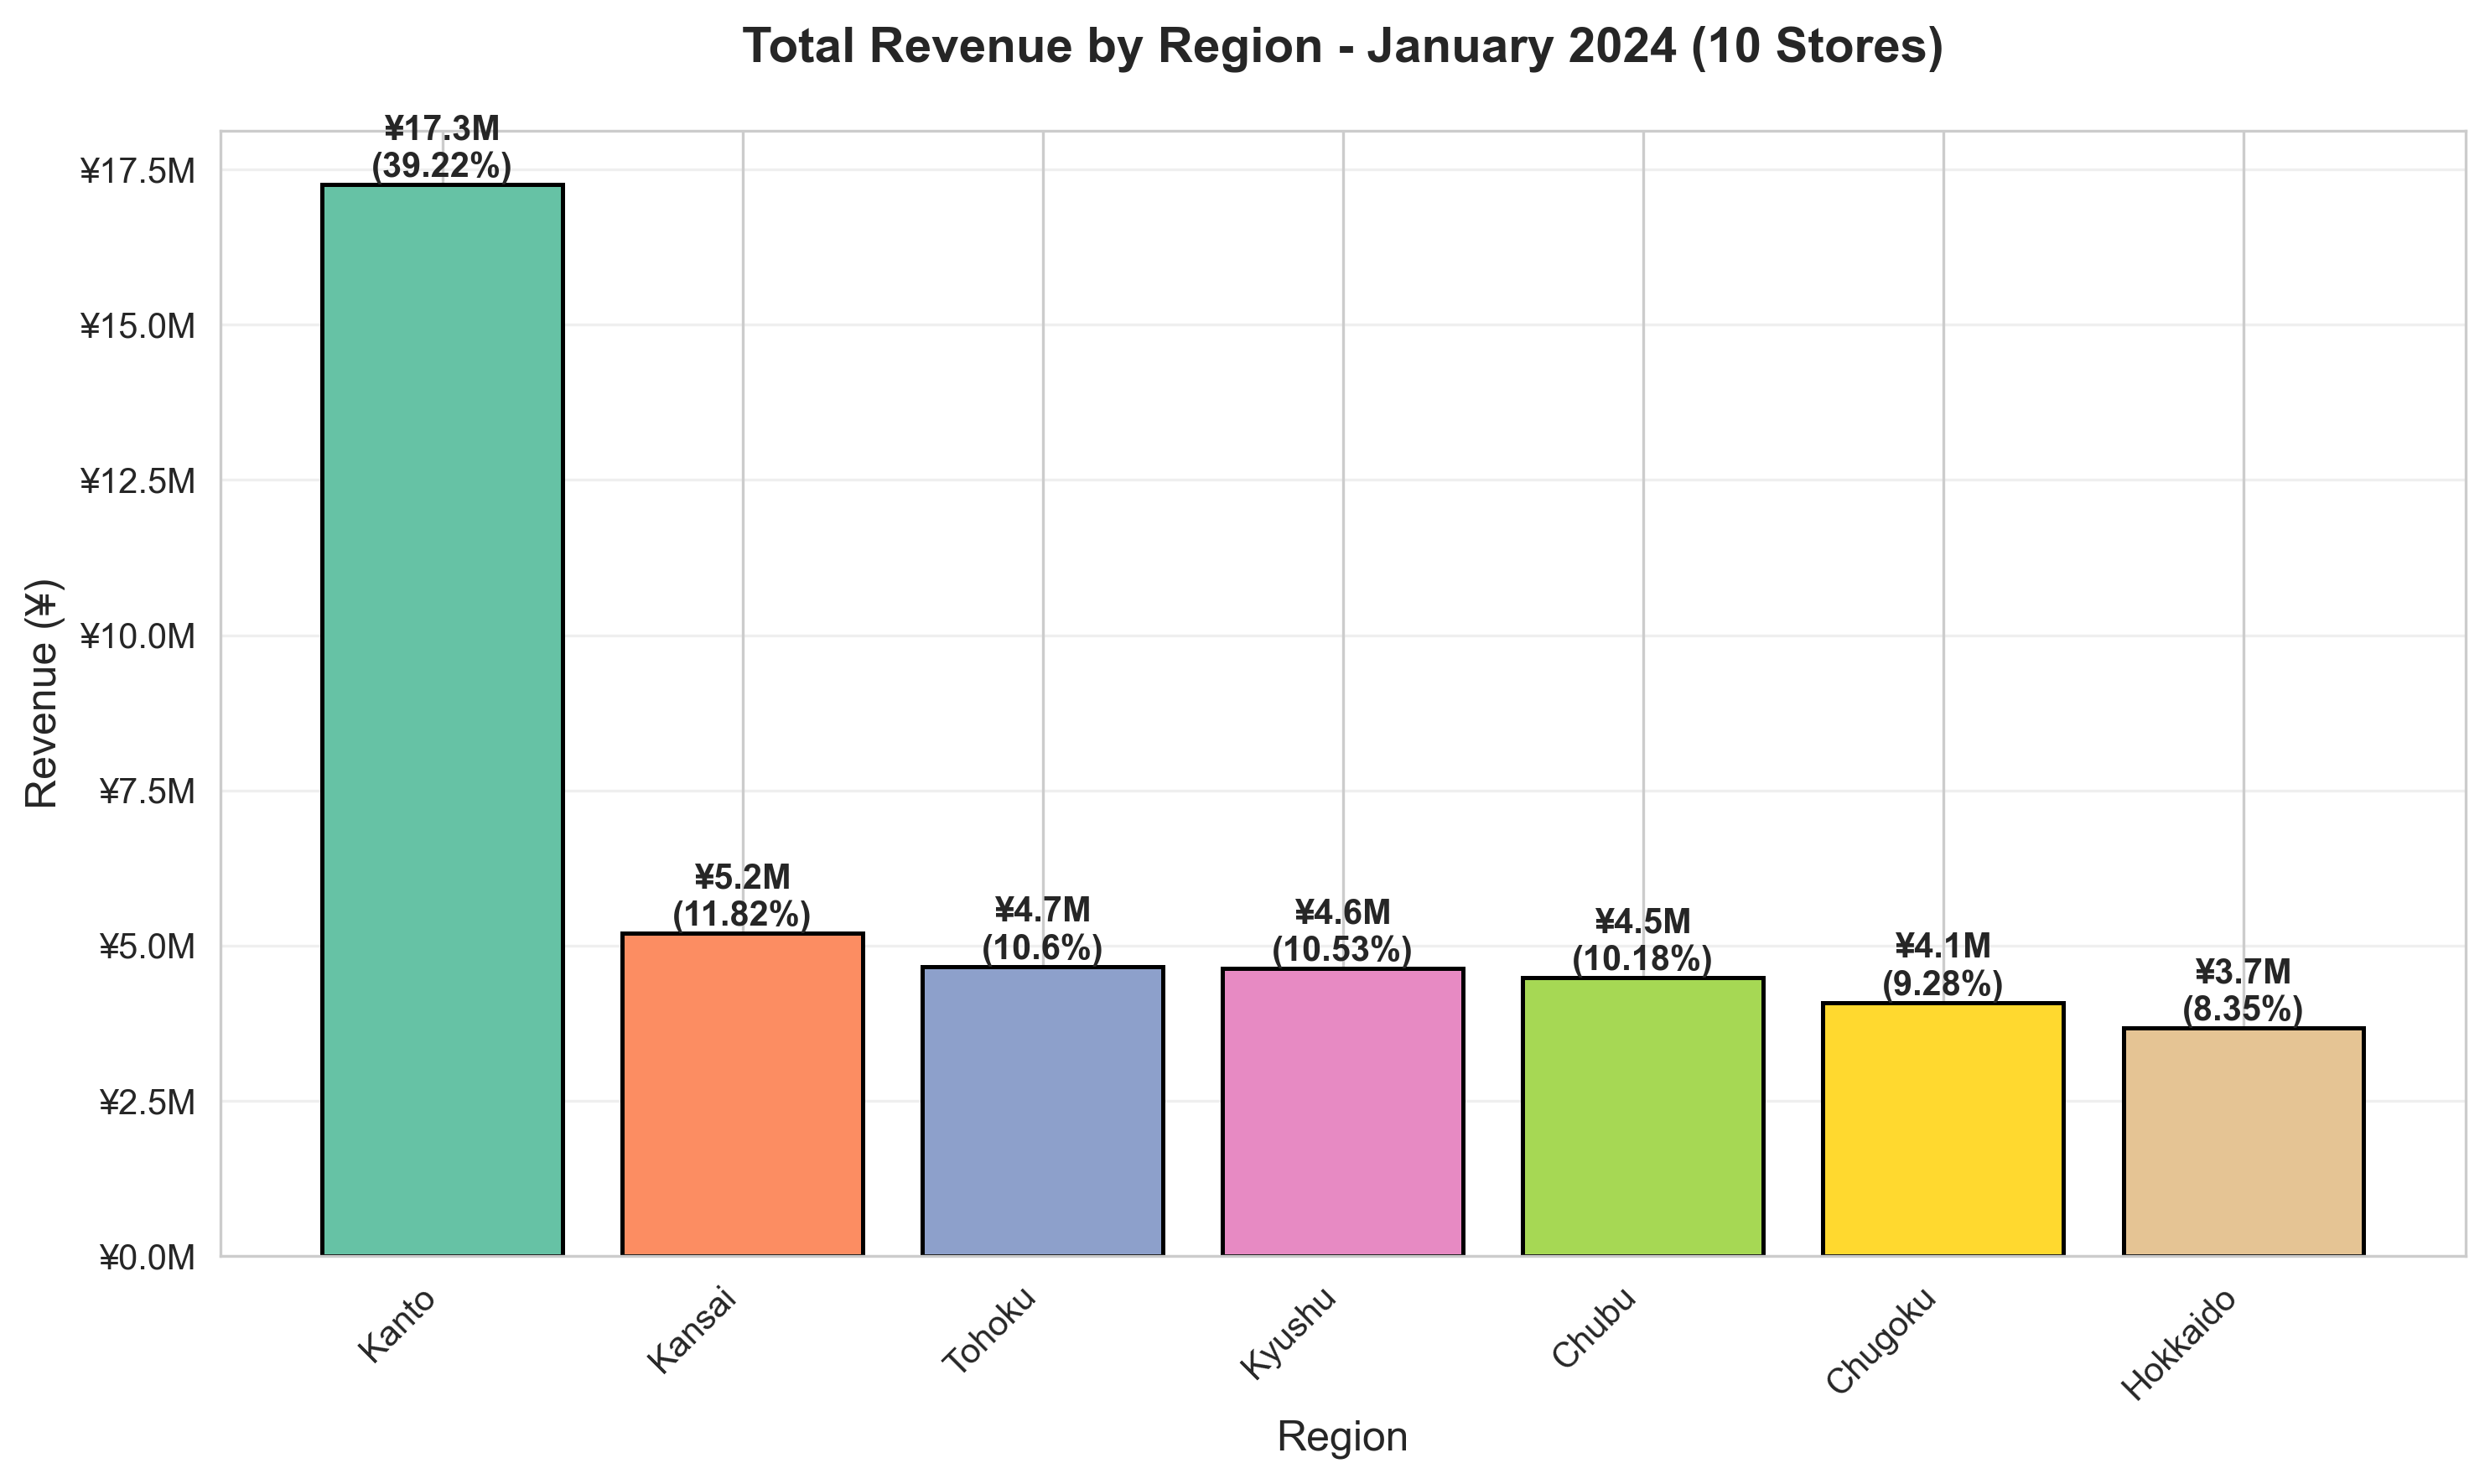 Total Revenue by Region - January 2024 (10 Stores)
Revenue (¥)
¥17.5M
¥15.0M
¥12.5M
¥10.0M
¥7.5M
¥5.0M
¥2.5M
¥0.0M
¥17.3M
(39.22%)
¥5.2M
(11.82%)
¥4.7M
(10.6%)
¥4.6M
(10.53%)
¥4.5M
(10.18%)
¥4.1M
(9.28%)
¥3.7M
(8.35%)
Kanto
Kansai
Tohoku
Kyushu
Chubu
Chugoku
Hokkaido
Region